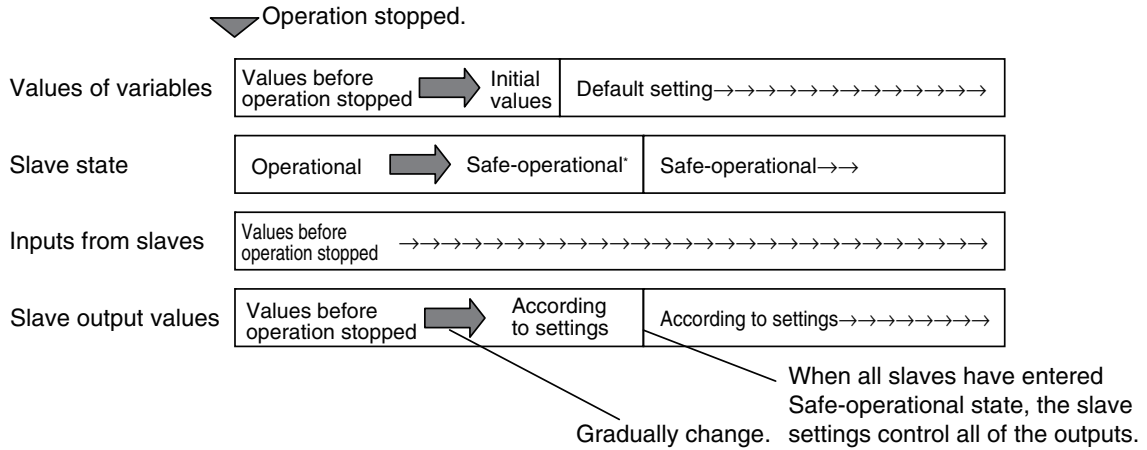 Operation stopped.
Values of variables
Values before
operation stopped
Initial
values
Default setting→→→→→→→→→→→→→
Slave state
Operational
Safe-operational*
Safe-operational→→
Inputs from slaves
Values before
operation stopped
→→→→→→→→→→→→→→→→→→→→→→→→→→→→
Slave output values
Values before
operation stopped
According
to settings
According to settings→→→→→→→
Gradually change.
When all slaves have entered
Safe-operational state, the slave
settings control all of the outputs.